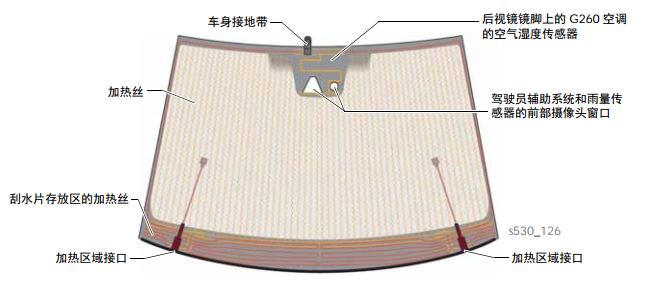 车身接地带
后视镜镜脚上的 G260 空调
的空气湿度传感器
加热丝
驾驶员辅助系统和雨量传
感器的前部摄像头窗口
刮水片存放区的加热丝
s530_126
加热区域接口
加热区域接口